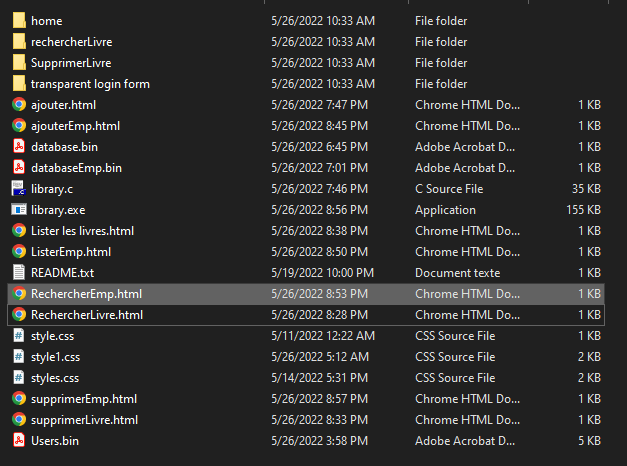 home 5/26/2022 10:33 AM File folder
rechercherLivre 5/26/2022 10:33 AM File folder
SupprimerLivre 5/26/2022 10:33 AM File folder
transparent login form 5/26/2022 10:33 AM File folder
ajouter.html 5/26/2022 7:47 PM Chrome HTML Do... 1 KB
ajouterEmp.html 5/26/2022 8:45 PM Chrome HTML Do... 1 KB
database.bin 5/26/2022 6:45 PM Adobe Acrobat D... 1 KB
databaseEmp.bin 5/26/2022 7:01 PM Adobe Acrobat D... 1 KB
library.c 5/26/2022 7:46 PM C Source File 35 KB
library.exe 5/26/2022 8:56 PM Application 155 KB
Lister les livres.html 5/26/2022 8:38 PM Chrome HTML Do... 1 KB
ListerEmp.html 5/26/2022 8:50 PM Chrome HTML Do... 1 KB
README.txt 5/19/2022 10:00 PM Document texte 1 KB
RechercherEmp.html 5/26/2022 8:53 PM Chrome HTML Do... 1 KB
RechercherLivre.html 5/26/2022 8:28 PM Chrome HTML Do... 1 KB
style.css 5/11/2022 12:22 AM CSS Source File 1 KB
style1.css 5/26/2022 5:12 AM CSS Source File 2 KB
styles.css 5/14/2022 5:31 PM CSS Source File 2 KB
supprimerEmp.html 5/26/2022 8:57 PM Chrome HTML Do... 1 KB
supprimerLivre.html 5/26/2022 8:33 PM Chrome HTML Do... 1 KB
Users.bin 5/26/2022 3:58 PM Adobe Acrobat D... 5 KB